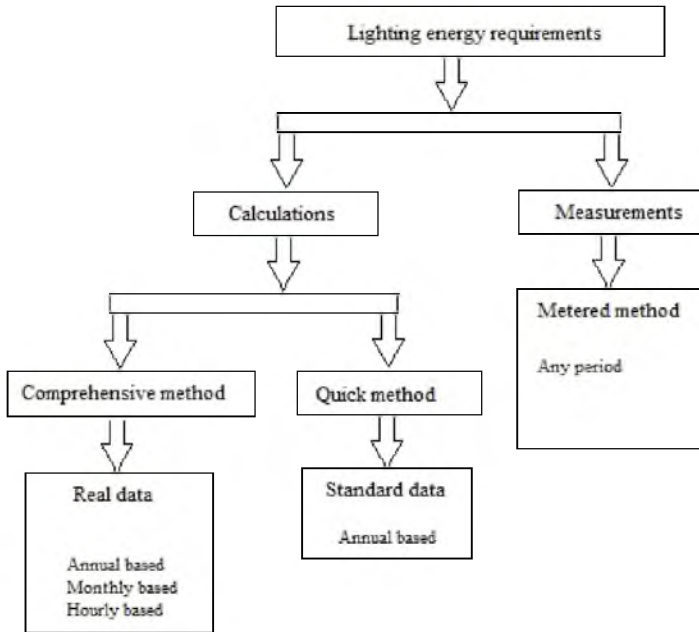 Lighting energy requirements
Calculations
Measurements
Metered method
Any period
Comprehensive method
Quick method
Real data
Annual based
Monthly based
Hourly based
Standard data
Annual based